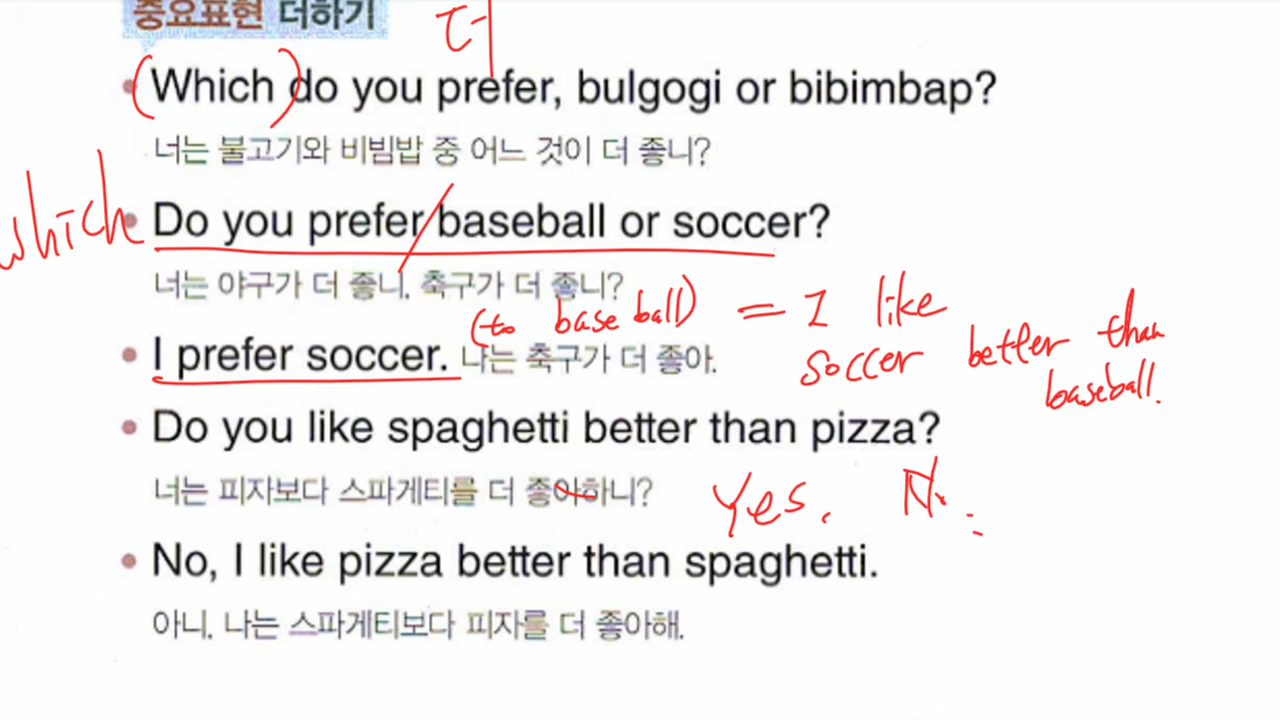 중요표현 더하기
더
(Which) do you prefer, bulgogi or bibimbap?
너는 불고기와 비빔밥 중 어느 것이 더 좋니?
which
Do you prefer / baseball or soccer?
너는 야구가 더 좋니, 축구가 더 좋니?
(to base ball) = I like
I prefer soccer. 나는 축구가 더 좋아.
soccer better than
baseball.
Do you like spaghetti better than pizza?
너는 피자보다 스파게티를 더 좋아하니?
Yes, No.
No, I like pizza better than spaghetti.
아니, 나는 스파게티보다 피자를 더 좋아해.